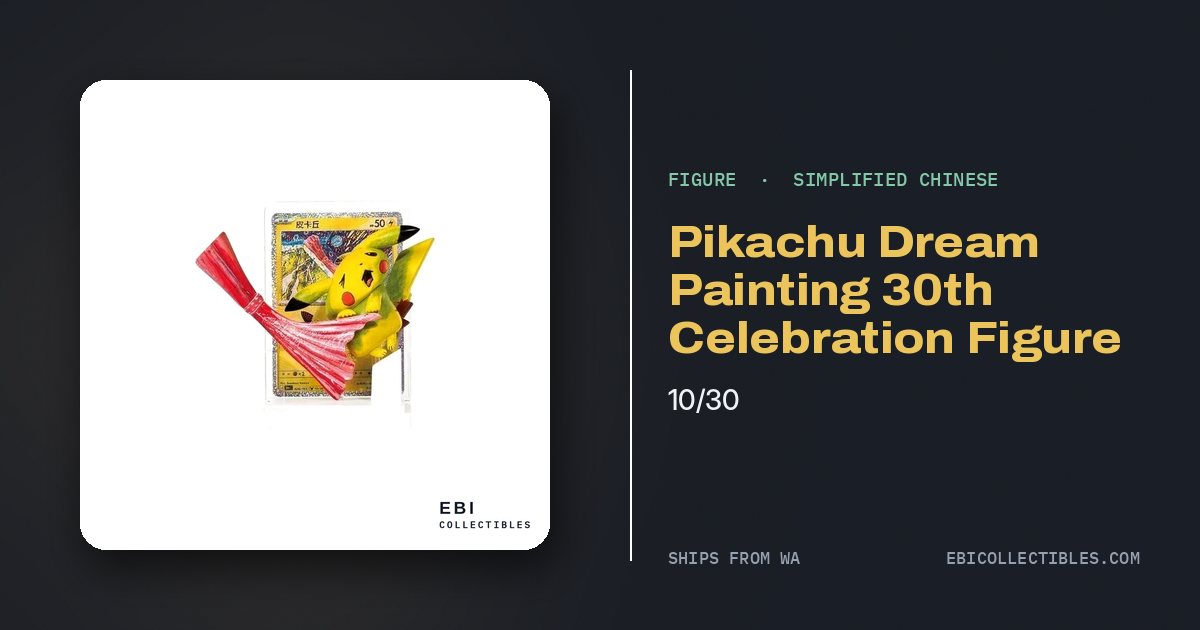 皮卡丘 HP50
EBI
COLLECTIBLES
FIGURE · SIMPLIFIED CHINESE
Pikachu Dream
Painting 30th
Celebration Figure
10/30
SHIPS FROM WA
EBICOLLECTIBLES.COM